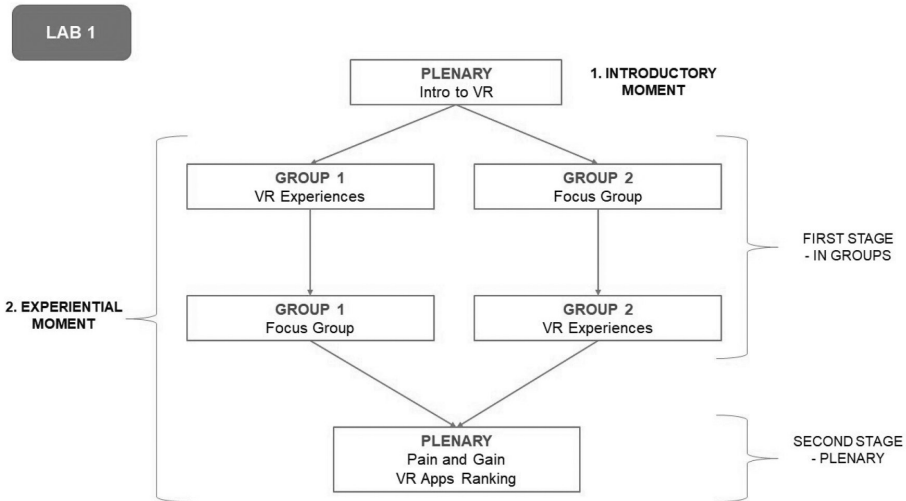 LAB 1
PLENARY
Intro to VR
1. INTRODUCTORY
MOMENT
GROUP 1
VR Experiences
GROUP 2
Focus Group
FIRST STAGE
- IN GROUPS
2. EXPERIENTIAL
MOMENT
GROUP 1
Focus Group
GROUP 2
VR Experiences
PLENARY
Pain and Gain
VR Apps Ranking
SECOND STAGE
- PLENARY